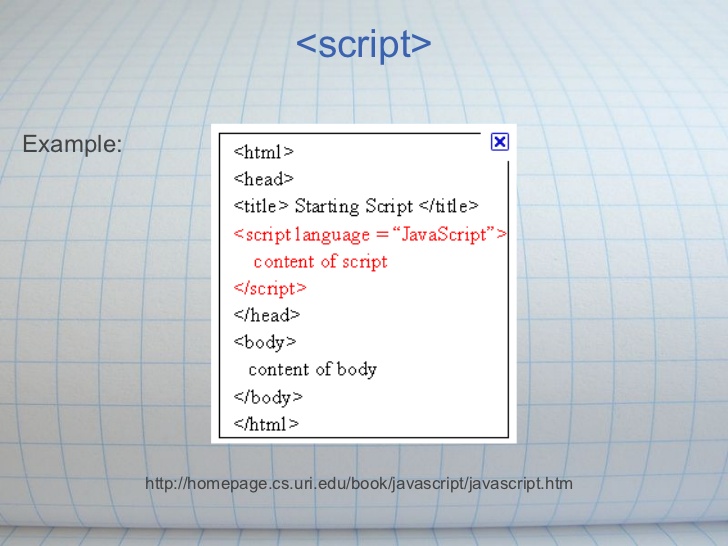 <script>
Example:
<html>
<head>
<title> Starting Script </title>
<script language = “JavaScript”>
content of script
</script>
</head>
<body>
content of body
</body>
</html>
http://homepage.cs.uri.edu/book/javascript/javascript.htm